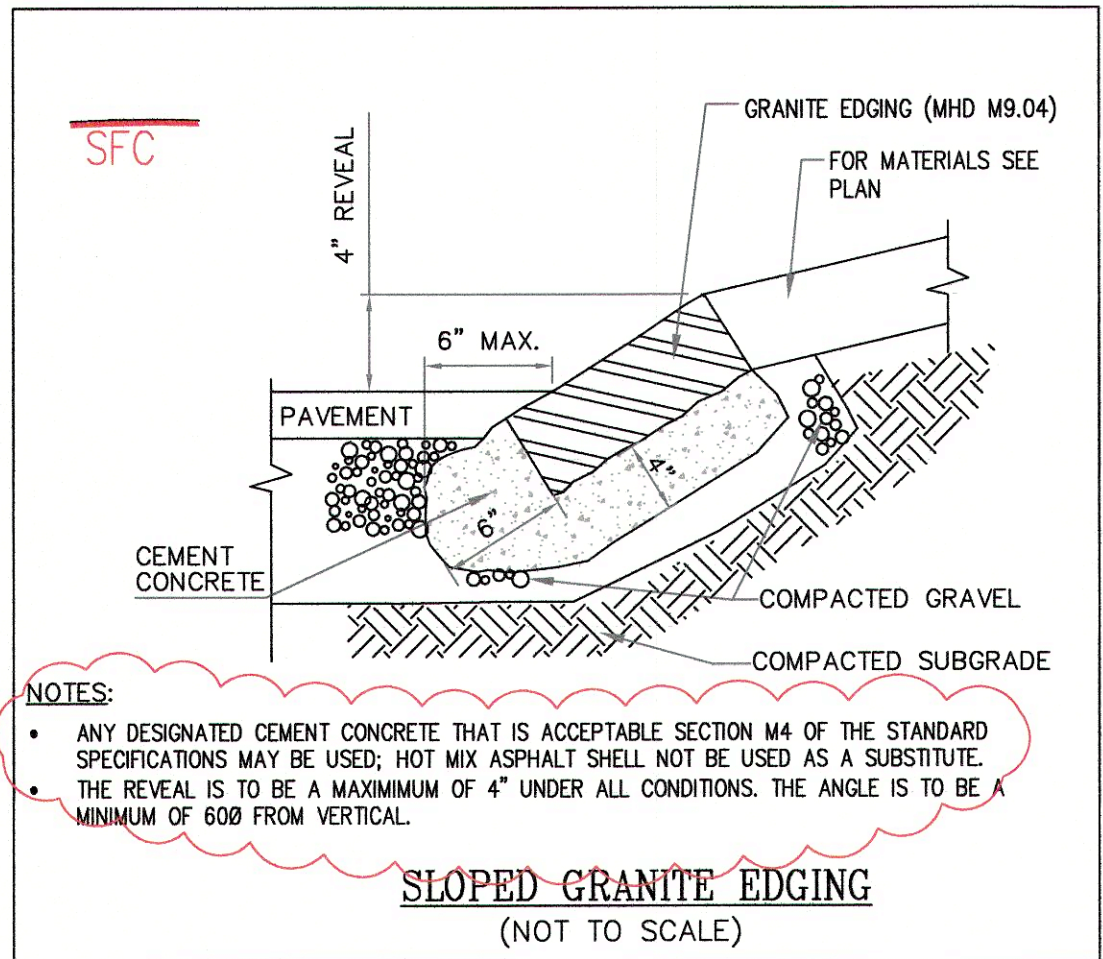 SFC
4" REVEAL
GRANITE EDGING (MHD M9.04)
FOR MATERIALS SEE
PLAN
6" MAX.
PAVEMENT
4"
6"
CEMENT
CONCRETE
COMPACTED GRAVEL
COMPACTED SUBGRADE
NOTES:
• ANY DESIGNATED CEMENT CONCRETE THAT IS ACCEPTABLE SECTION M4 OF THE STANDARD
SPECIFICATIONS MAY BE USED; HOT MIX ASPHALT SHELL NOT BE USED AS A SUBSTITUTE.
• THE REVEAL IS TO BE A MAXIMIMUM OF 4" UNDER ALL CONDITIONS. THE ANGLE IS TO BE A
MINIMUM OF 60Ø FROM VERTICAL.
SLOPED GRANITE EDGING
(NOT TO SCALE)